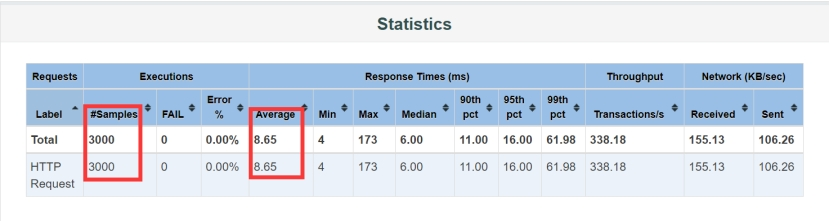 Statistics
Requests Executions Response Times (ms) Throughput Network (KB/sec)
Label #Samples FAIL Error % Average Min Max Median 90th pct 95th pct 99th pct Transactions/s Received Sent
Total 3000 0 0.00% 8.65 4 173 6.00 11.00 16.00 61.98 338.18 155.13 106.26
HTTP Request 3000 0 0.00% 8.65 4 173 6.00 11.00 16.00 61.98 338.18 155.13 106.26